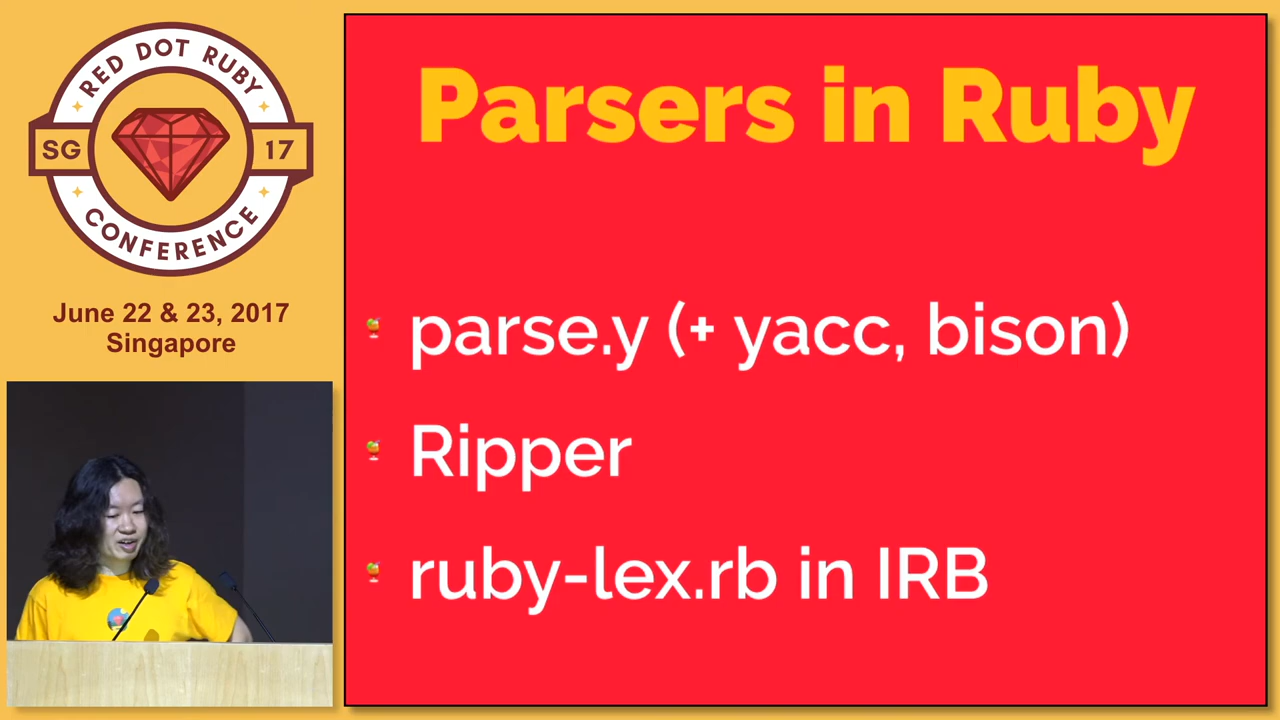 RED DOT RUBY
SG
17
CONFERENCE
June 22 & 23, 2017
Singapore
Parsers in Ruby
parse.y (+ yacc, bison)
Ripper
ruby-lex.rb in IRB